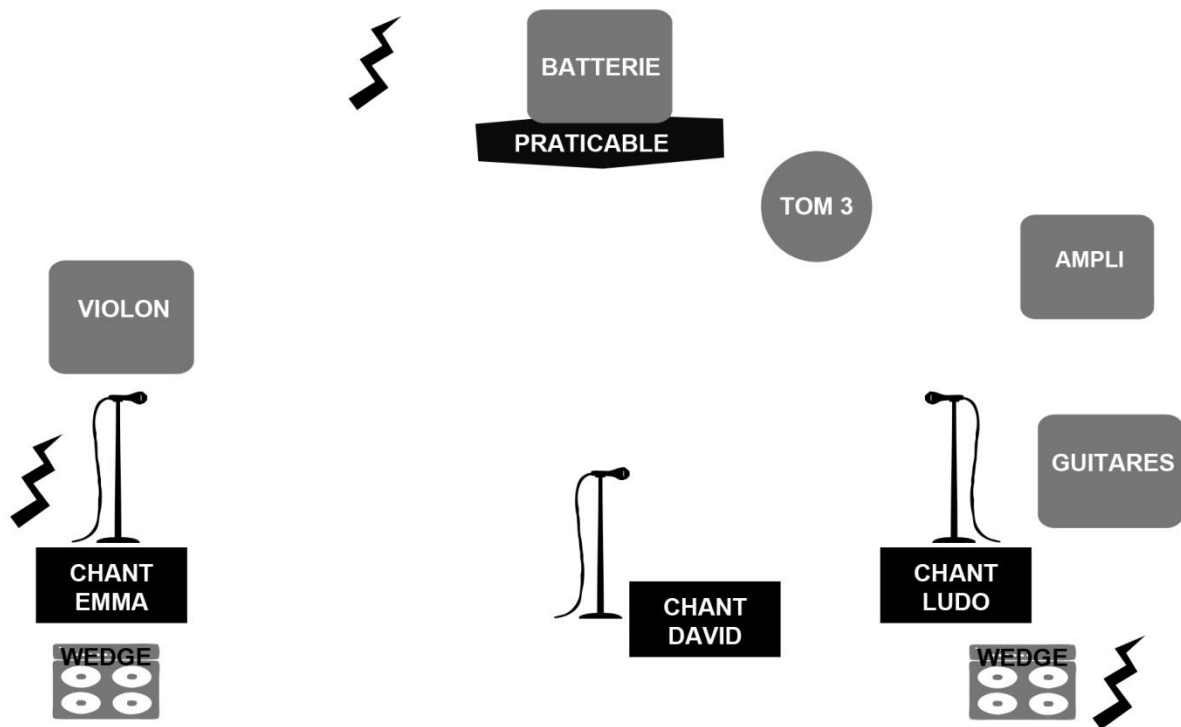 BATTERIE
PRATICABLE
TOM 3
AMPLI
VIOLON
GUITARES
CHANT
EMMA
CHANT
DAVID
CHANT
LUDO
WEDGE
WEDGE